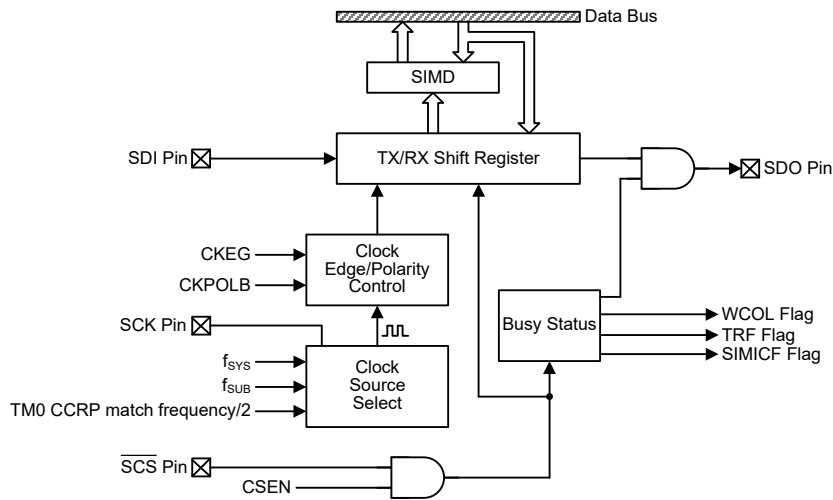 Data Bus
SIMD
SDI Pin
TX/RX Shift Register
SDO Pin
CKEG
CKPOLB
Clock
Edge/Polarity
Control
SCK Pin
Busy Status
WCOL Flag
TRF Flag
SIMICF Flag
fSYS
fSUB
TM0 CCRP match frequency/2
Clock
Source
Select
SCS Pin
CSEN